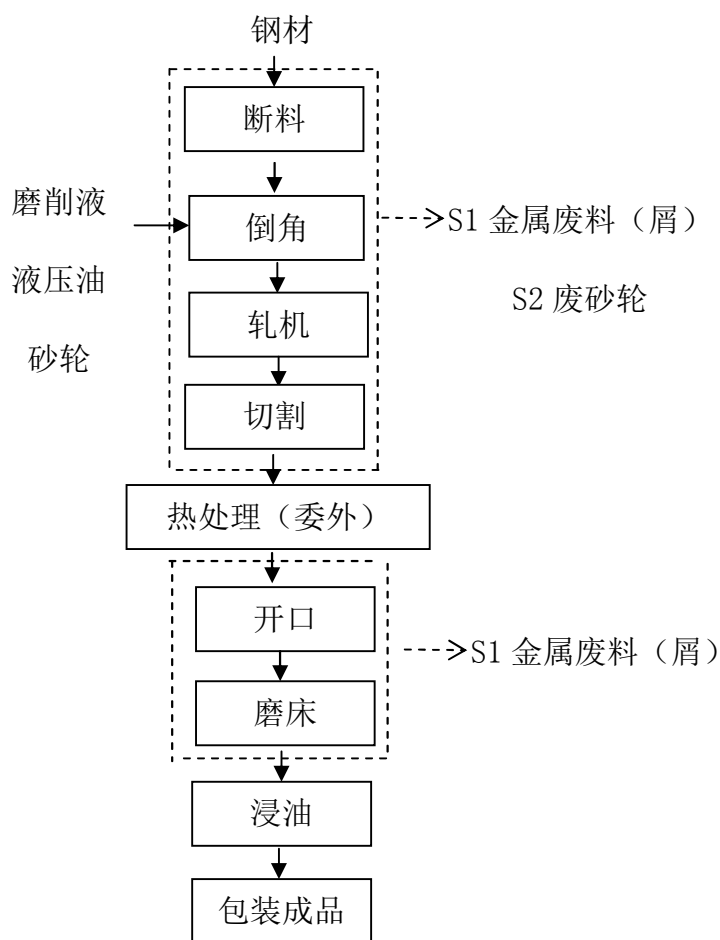 钢材
断料
磨削液
液压油
砂轮
倒角
S1 金属废料（屑）
S2 废砂轮
轧机
切割
热处理（委外）
开口
S1 金属废料（屑）
磨床
浸油
包装成品